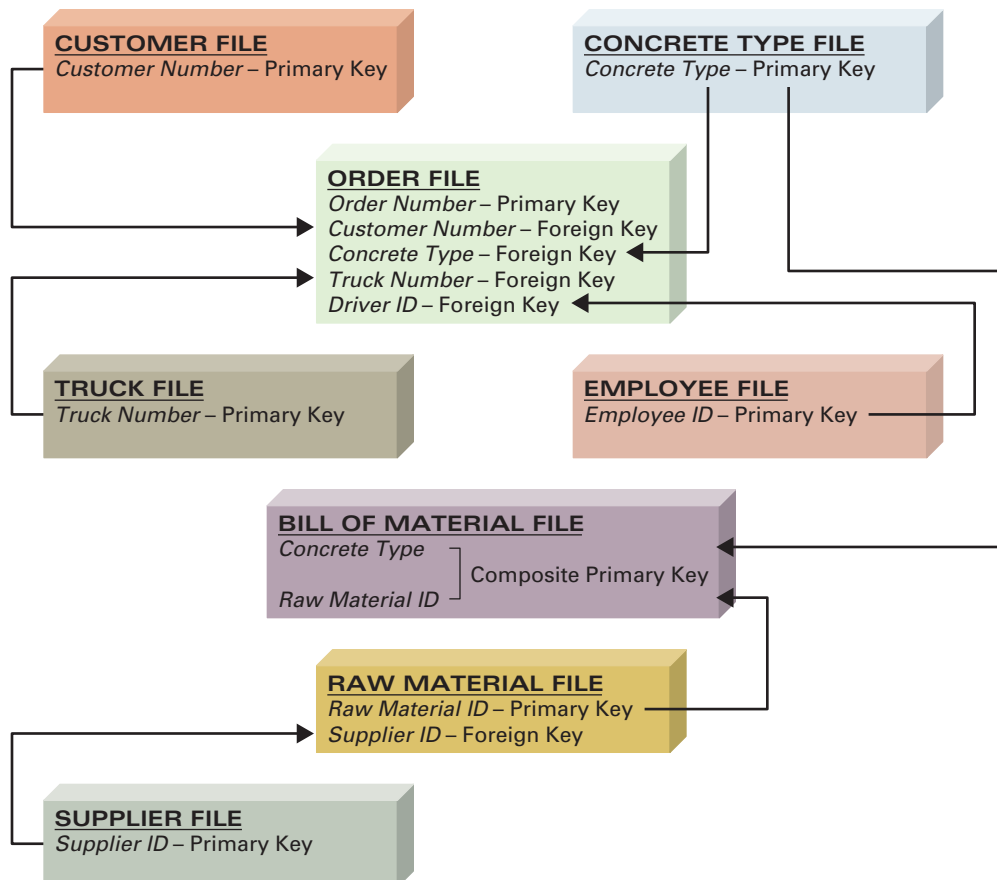 CUSTOMER FILE
Customer Number – Primary Key
CONCRETE TYPE FILE
Concrete Type – Primary Key
ORDER FILE
Order Number – Primary Key
Customer Number – Foreign Key
Concrete Type – Foreign Key
Truck Number – Foreign Key
Driver ID – Foreign Key
TRUCK FILE
Truck Number – Primary Key
EMPLOYEE FILE
Employee ID – Primary Key
BILL OF MATERIAL FILE
Concrete Type
Composite Primary Key
Raw Material ID
RAW MATERIAL FILE
Raw Material ID – Primary Key
Supplier ID – Foreign Key
SUPPLIER FILE
Supplier ID – Primary Key